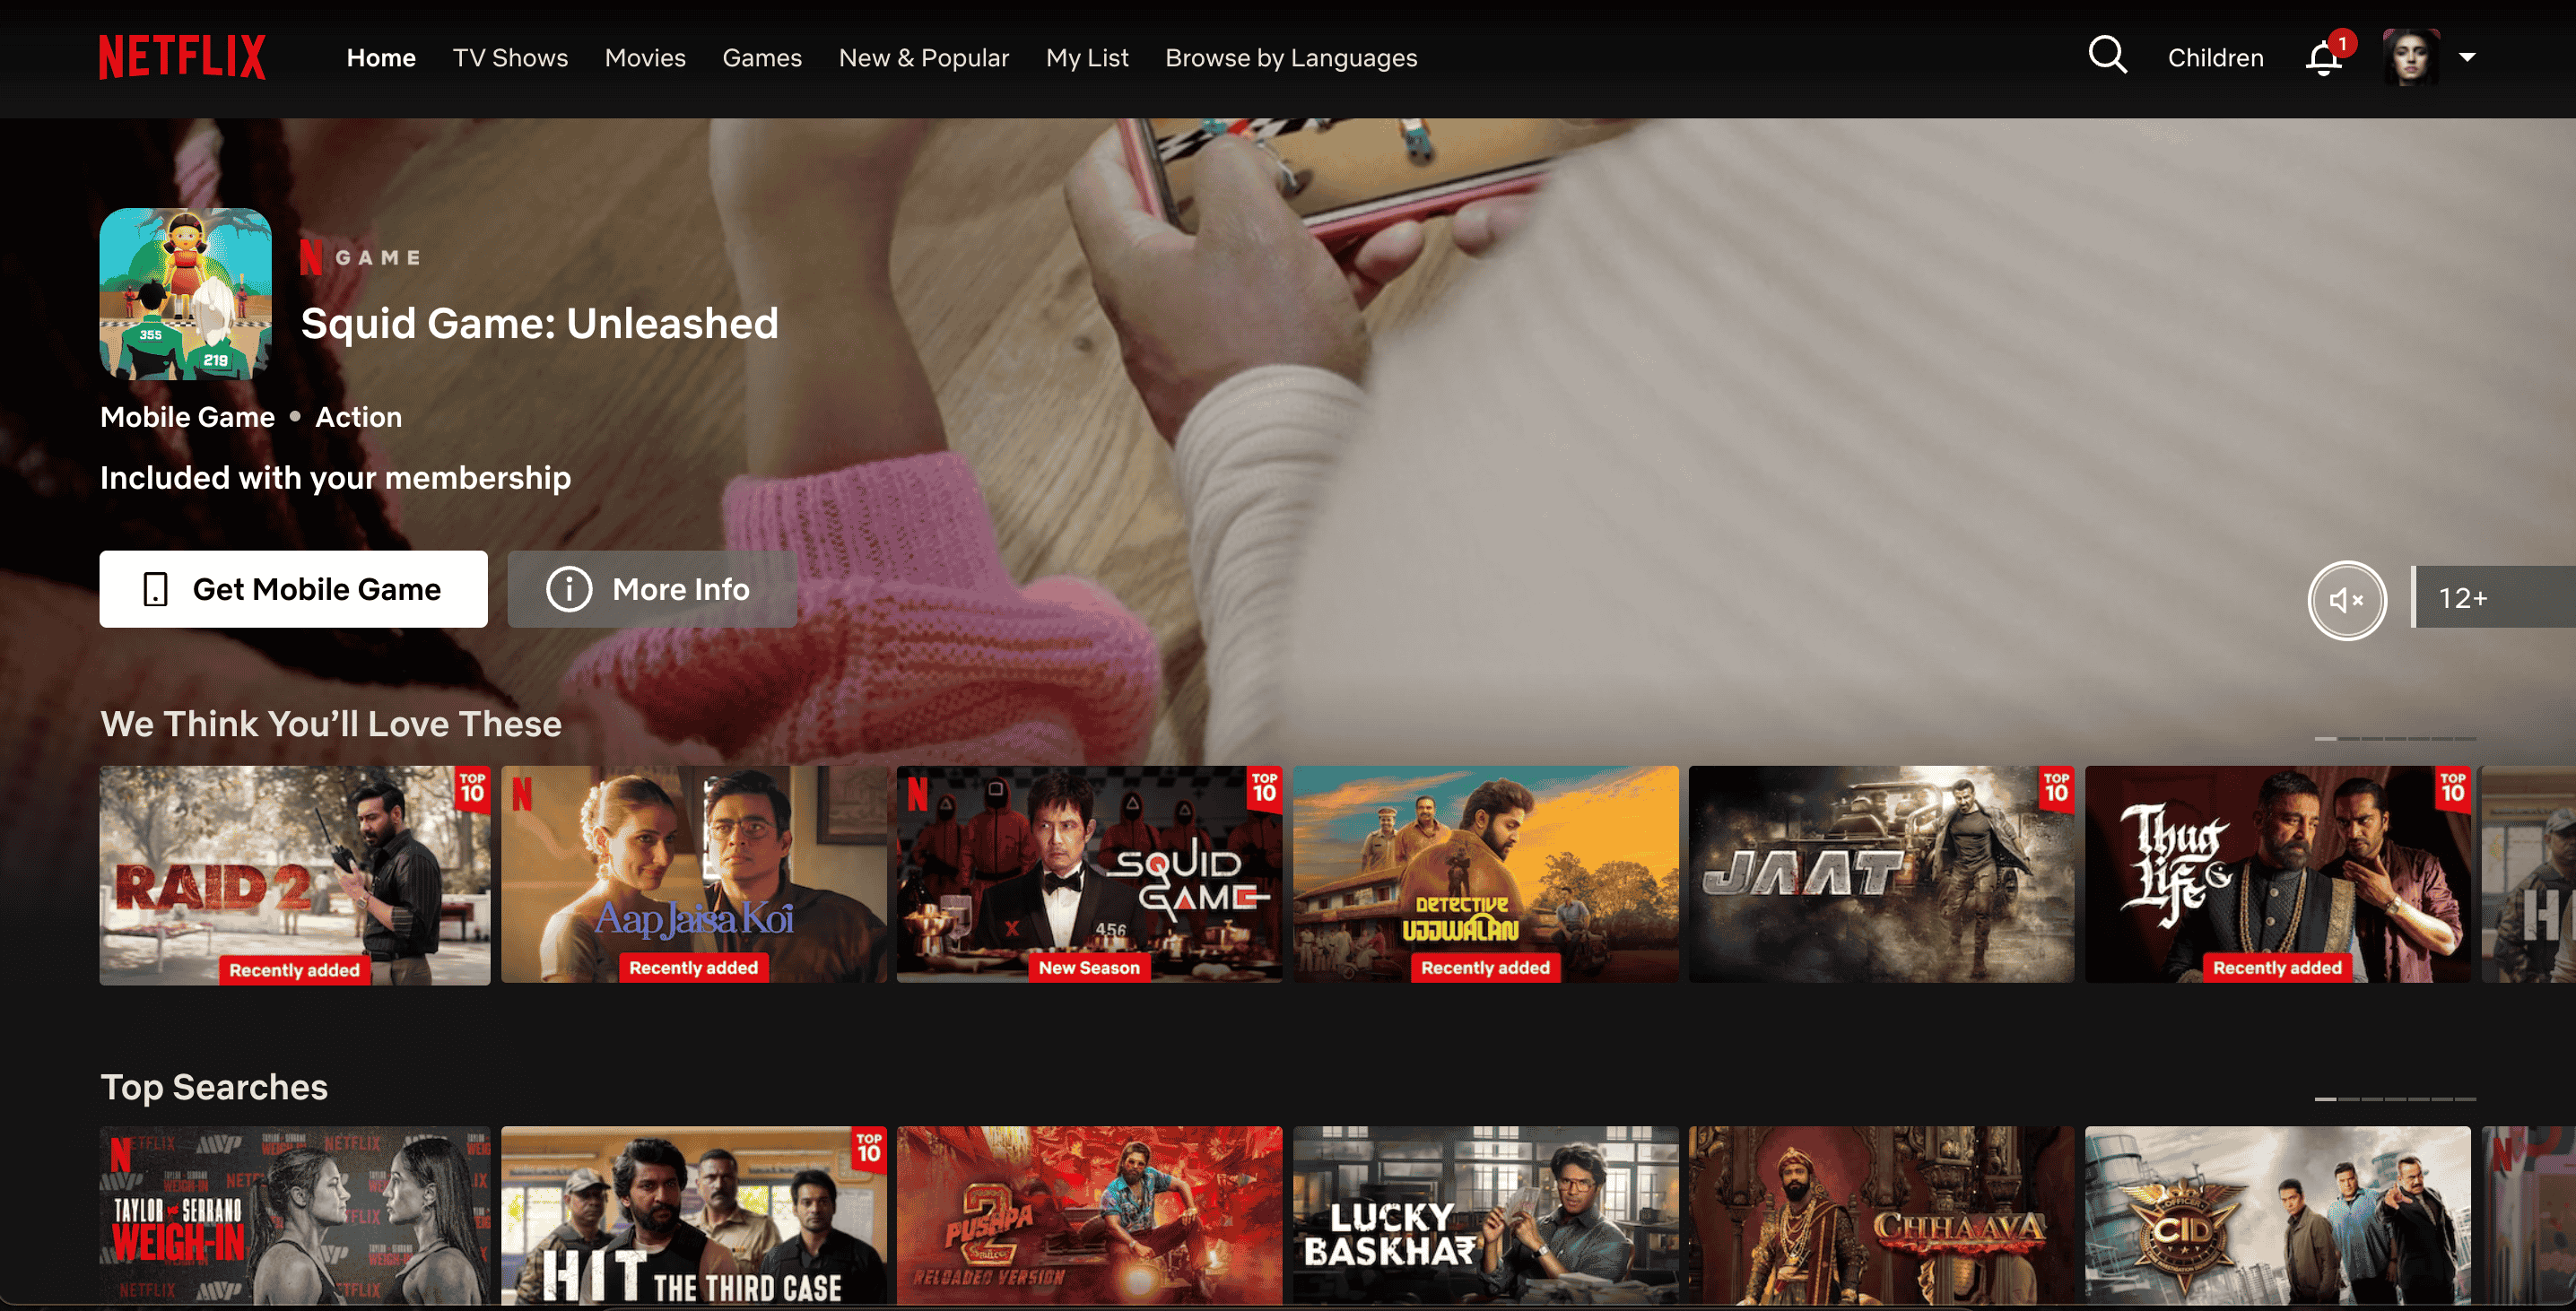 NETFLIX
Home TV Shows Movies Games New & Popular My List Browse by Languages Children 1
N GAME
Squid Game: Unleashed
355
219
Mobile Game • Action
Included with your membership
Get Mobile Game More Info
12+
We Think You’ll Love These
TOP 10
RAID 2
Recently added
N
Aap Jaisa Koi
Recently added
N
TOP 10
SQUID GAME
456
New Season
DETECTIVE
UJJWALAN
Recently added
TOP 10
JAAT
TOP 10
Thug
Life
Recently added
Top Searches
N
NETFLIX
MVP
TAYLOR vs SERRANO
WEIGH-IN
TOP 10
HIT THE THIRD CASE
PUSHPA
2
RELOADED VERSION
LUCKY
BASKHA₹
CHHAAVA
CID
N